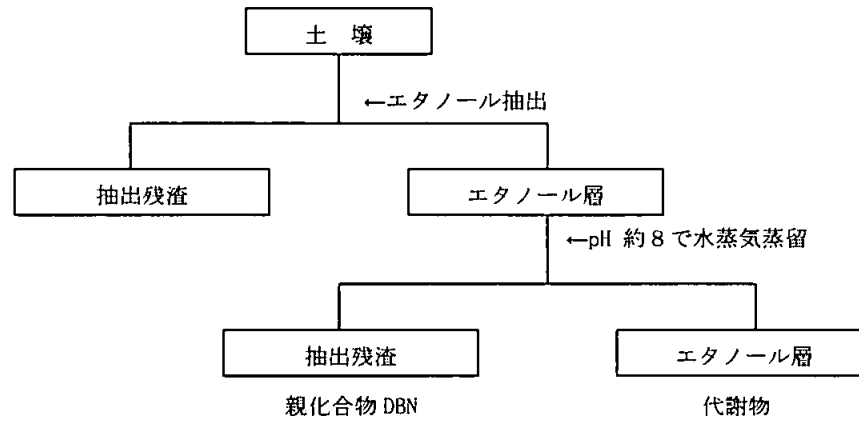 土 壌
←エタノール抽出
抽出残渣
エタノール層
←pH 約8で水蒸気蒸留
抽出残渣
エタノール層
親化合物 DBN
代謝物